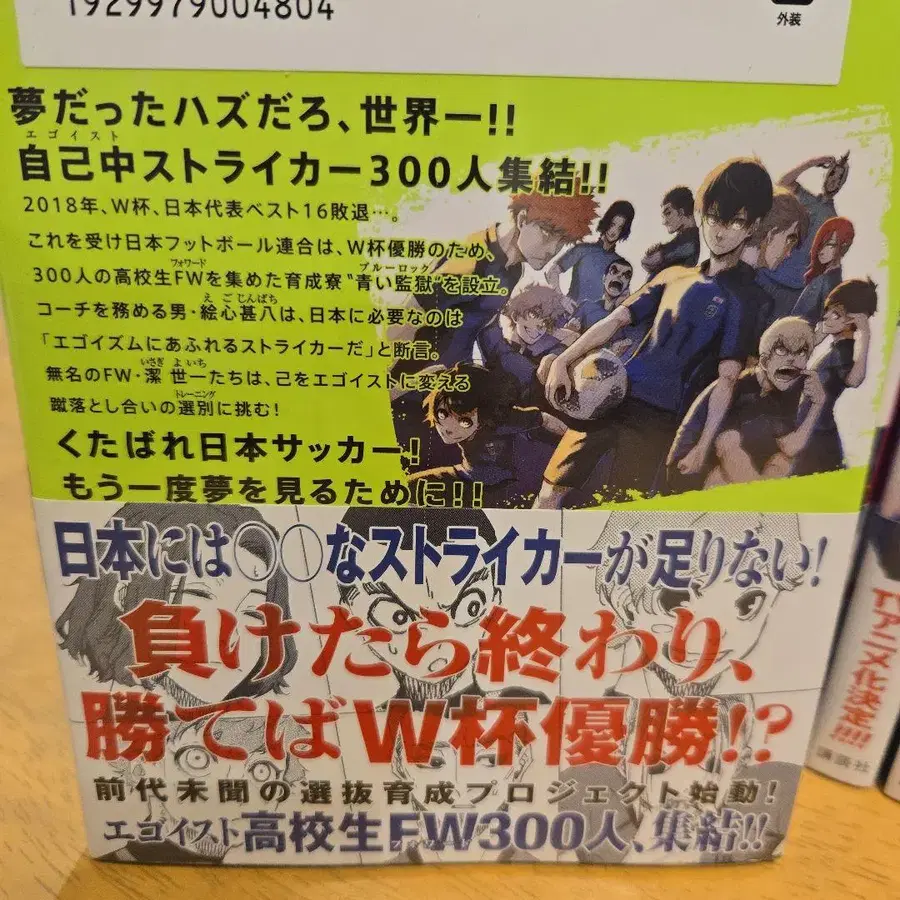 1929979004804
外装
夢だったハズだろ、世界一!!
エゴイスト
自己中ストライカー300人集結!!
2018年、W杯、日本代表ベスト16敗退…。
これを受け日本フットボール連合は、W杯優勝のため、
フォワード ブルーロック
300人の高校生FWを集めた育成寮“青い監獄”を設立。
えごじんぱち
コーチを務める男・絵心甚八は、日本に必要なのは
「エゴイズムにあふれるストライカーだ」と断言。
いさぎ よいち
無名のFW・潔 世一たちは、己をエゴイストに変える
トレーニング
蹴落とし合いの選別に挑む!
くたばれ日本サッカー!
もう一度夢を見るために!!
日本には○○なストライカーが足りない!
負けたら終わり、
勝てばW杯優勝!?
前代未聞の選抜育成プロジェクト始動!
エゴイスト高校生FW300人、集結!!
TVアニメ化決定!!!!
講談社